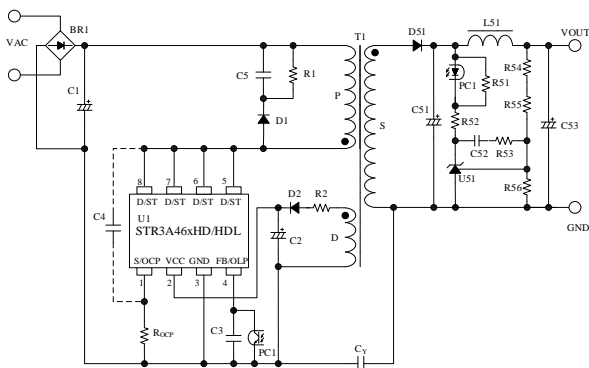 T1
D51
L51
VOUT
BR1
VAC
C5
R1
PC1
R51
R54
C1
P
R55
D1
S
C51
R52
C53
C52
R53
U51
R56
8
7
6
5
D/ST
D/ST
D/ST
D/ST
D2
R2
C4
U1
STR3A46xHD/HDL
C2
D
GND
S/OCP
VCC
GND
FB/OLP
1
2
3
4
ROCP
C3
PC1
CY